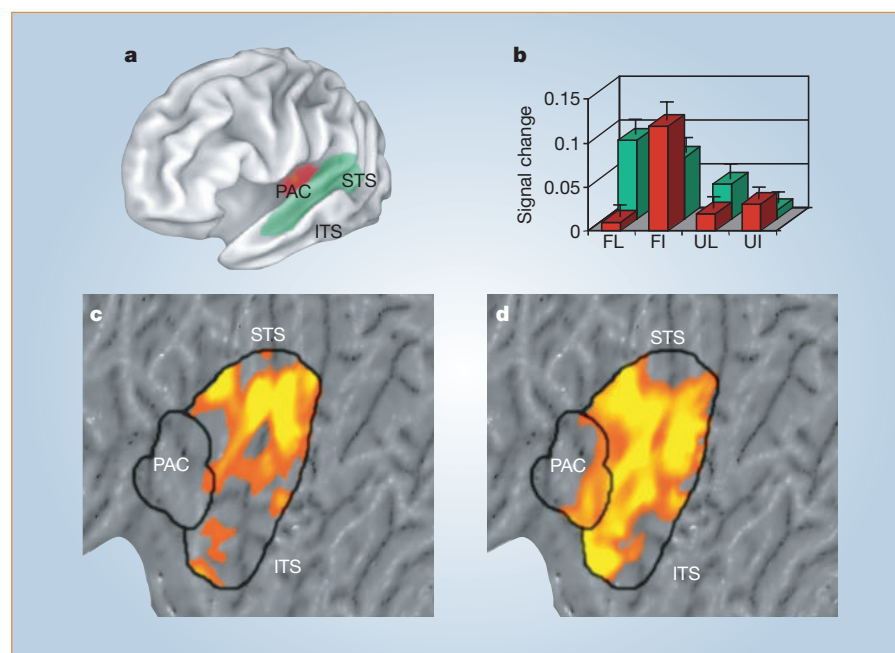 a
PAC
STS
ITS
b
Signal change
0.15
0.1
0.05
0
FL FI UL UI
c
STS
PAC
ITS
d
STS
PAC
ITS